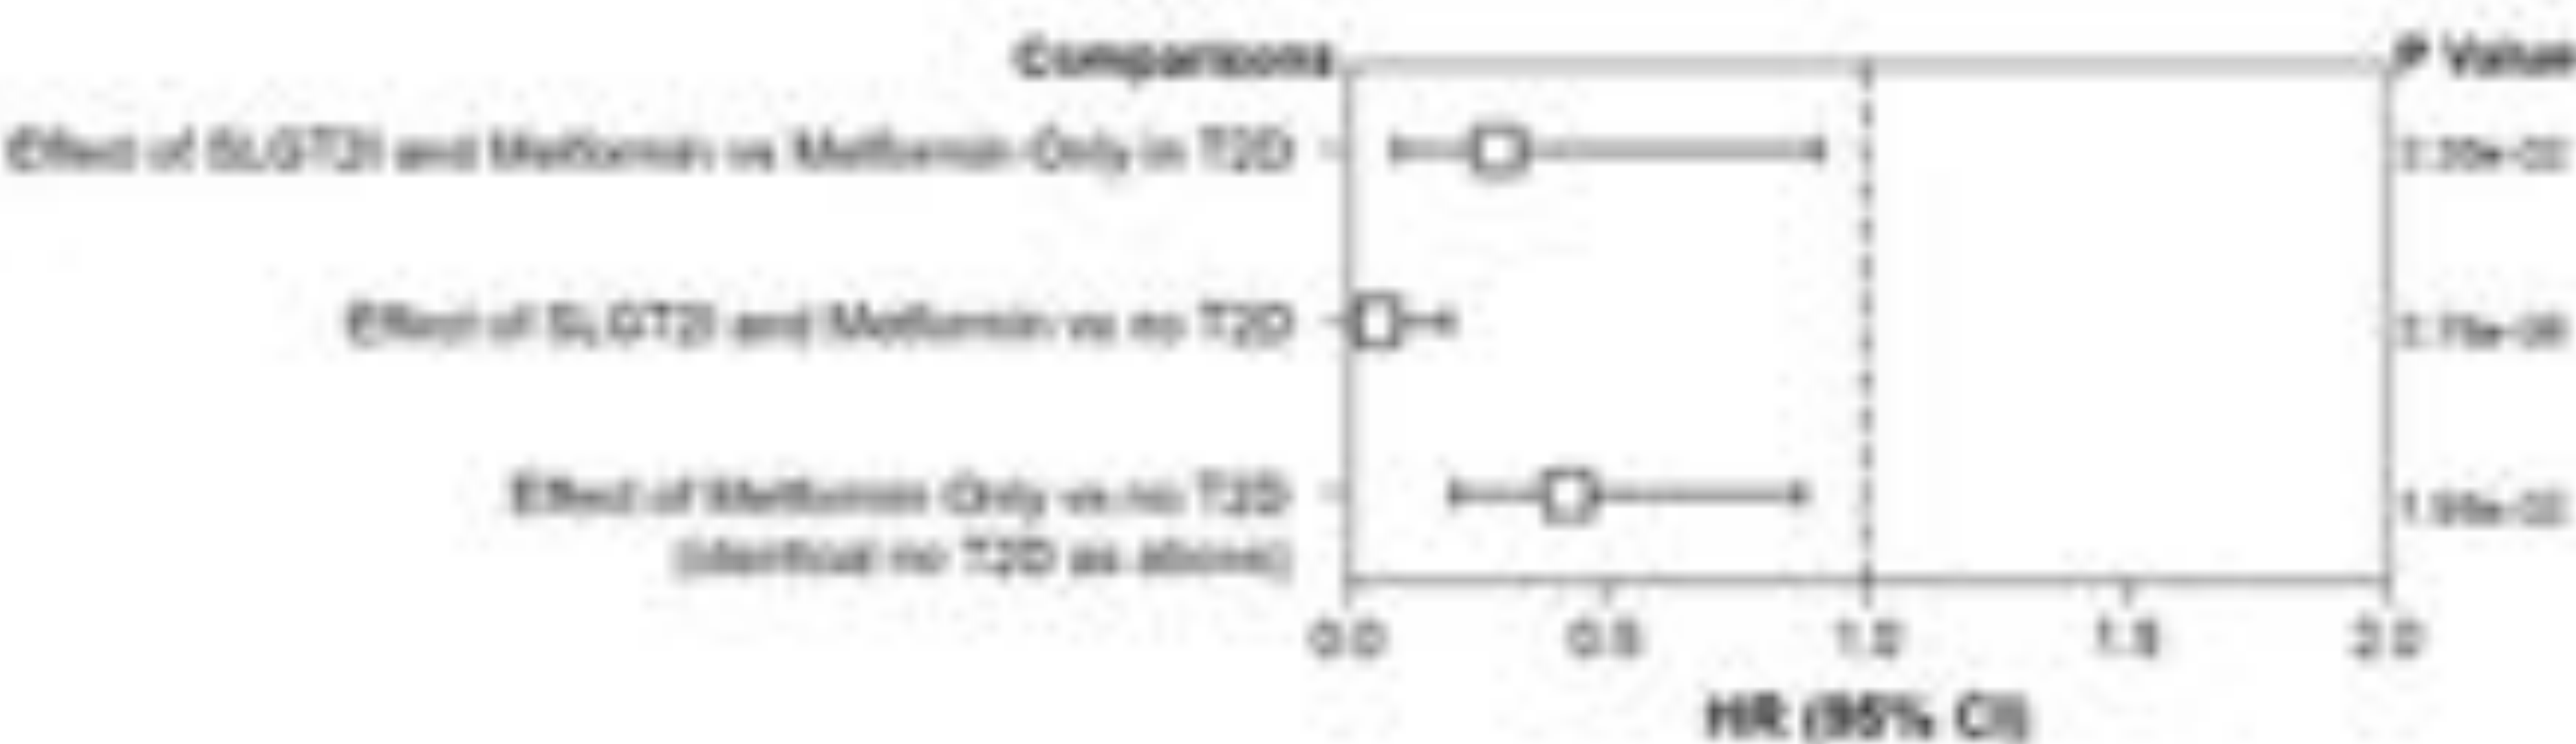 Comparisons
P Value
Effect of SLGT2I and Metformin vs Metformin Only in T2D
Effect of SLGT2I and Metformin vs no T2D
Effect of Metformin Only vs no T2D
(identical no T2D as above)
0.0 0.5 1.0 1.5 2.0
HR (95% CI)